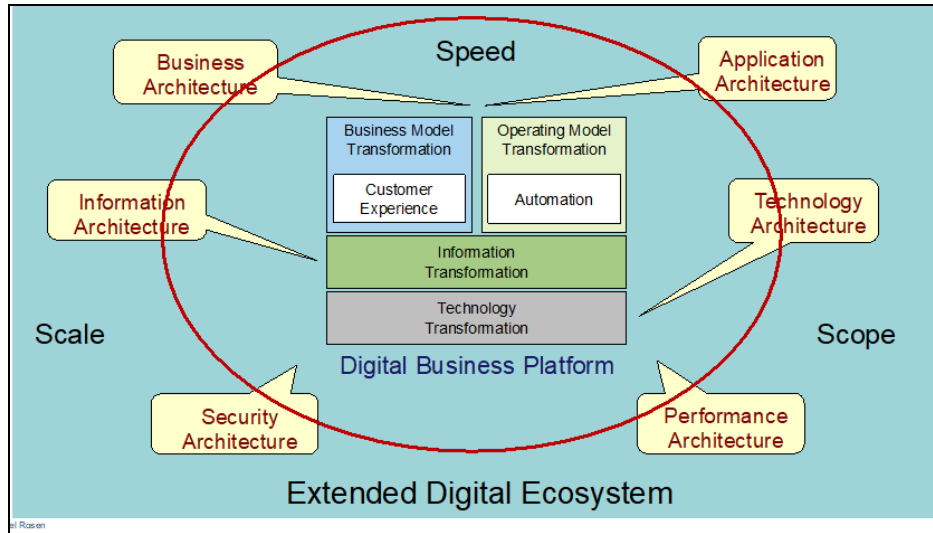 Speed
Business
Architecture
Application
Architecture
Business Model
Transformation
Operating Model
Transformation
Customer
Experience
Automation
Information
Architecture
Technology
Architecture
Information
Transformation
Technology
Transformation
Scale
Scope
Digital Business Platform
Security
Architecture
Performance
Architecture
Extended Digital Ecosystem
el Rosen